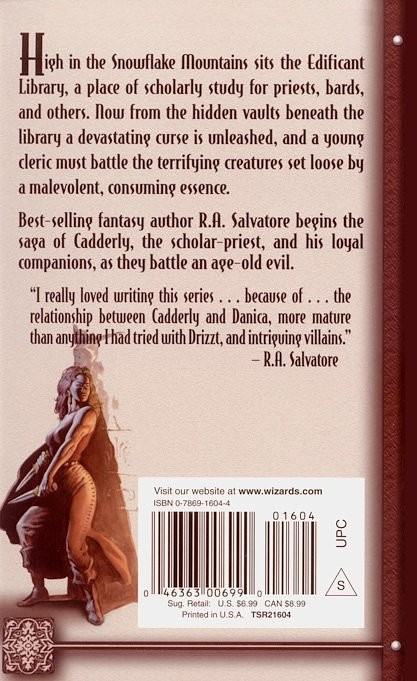 High in the Snowflake Mountains sits the Edificant
Library, a place of scholarly study for priests, bards,
and others. Now from the hidden vaults beneath the
library a devastating curse is unleashed, and a young
cleric must battle the terrifying creatures set loose by
a malevolent, consuming essence.
Best-selling fantasy author R.A. Salvatore begins the
saga of Cadderly, the scholar-priest, and his loyal
companions, as they battle an age-old evil.
“I really loved writing this series . . . because of . . . the
relationship between Cadderly and Danica, more mature
than anything I had tried with Drizzt, and intriguing villains.”
– R.A. Salvatore
Visit our website at www.wizards.com
ISBN 0-7869-1604-4
01604
UPC
S
0 46363 00699 0
Sug. Retail: U.S. $6.99 CAN $8.99
Printed in U.S.A. TSR21604